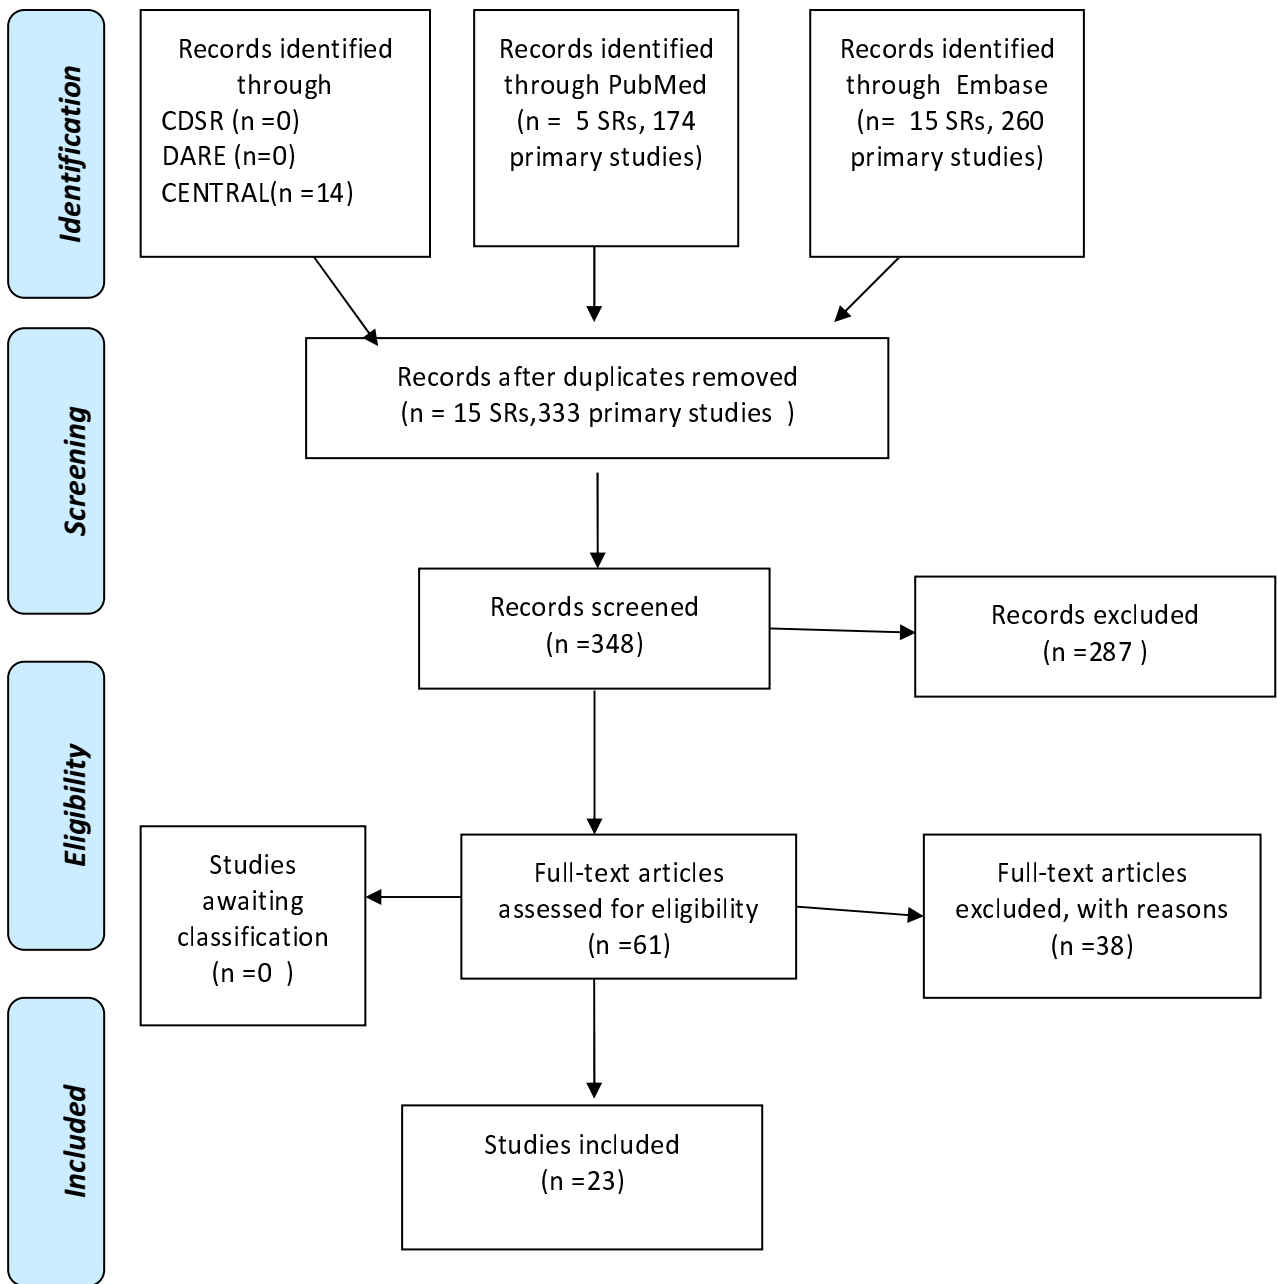 Identification
Records identified
through
CDSR (n =0)
DARE (n=0)
CENTRAL(n =14)
Records identified
through PubMed
(n =  5 SRs, 174
primary studies)
Records identified
through  Embase
(n=  15 SRs, 260
primary studies)
Screening
Records after duplicates removed
(n = 15 SRs,333 primary studies  )
Records screened
(n =348)
Records excluded
(n =287 )
Eligibility
Studies
awaiting
classification
(n =0  )
Full-text articles
assessed for eligibility
(n =61)
Full-text articles
excluded, with reasons
(n =38)
Included
Studies included
(n =23)